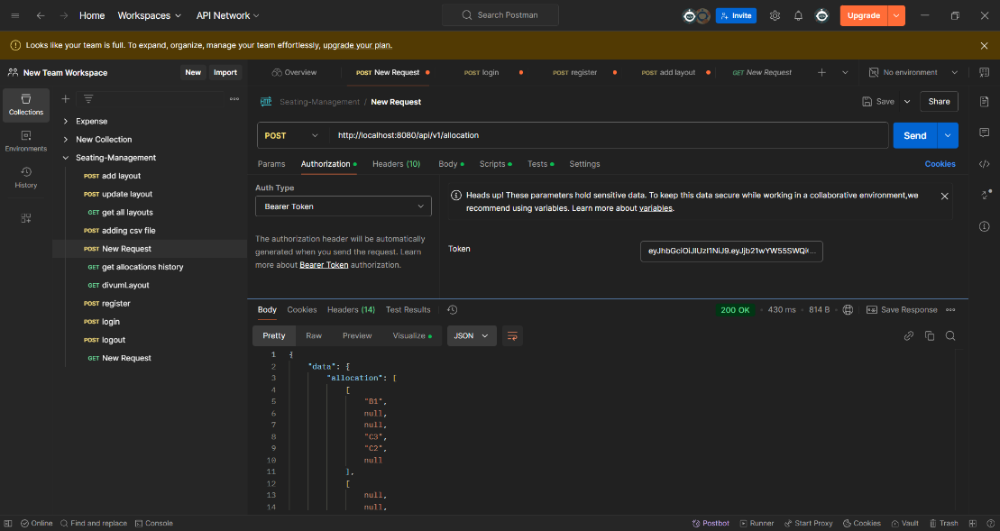 Home Workspaces API Network Search Postman Invite Upgrade
Looks like your team is full. To expand, organize, manage your team effortlessly, upgrade your plan.
New Team Workspace New Import
Overview POST New Request POST login POST register POST add layout GET New Request No environment
Collections
Environments
History
Expense
New Collection
Seating-Management
POST add layout
POST update layout
GET get all layouts
POST adding csv file
POST New Request
GET get allocations history
GET divumLayout
POST register
POST login
POST logout
GET New Request
HTTP Seating-Management / New Request Save Share
POST http://localhost:8080/api/v1/allocation Send
Params Authorization Headers (10) Body Scripts Tests Settings Cookies
Auth Type
Bearer Token
The authorization header will be automatically
generated when you send the request. Learn
more about Bearer Token authorization.
Heads up! These parameters hold sensitive data. To keep this data secure while working in a collaborative environment,we
recommend using variables. Learn more about variables.
Token
Body Cookies Headers (14) Test Results 200 OK 430 ms 814 B Save Response
Pretty Raw Preview Visualize JSON
1 {
2 "data": {
3 "allocation": [
4 [
5 "B1",
6 null,
7 null,
8 "C3",
9 "C2",
10 null
11 ],
12 [
13 null,
14 null,
Online Find and replace Console Postbot Runner Start Proxy Cookies Vault Trash